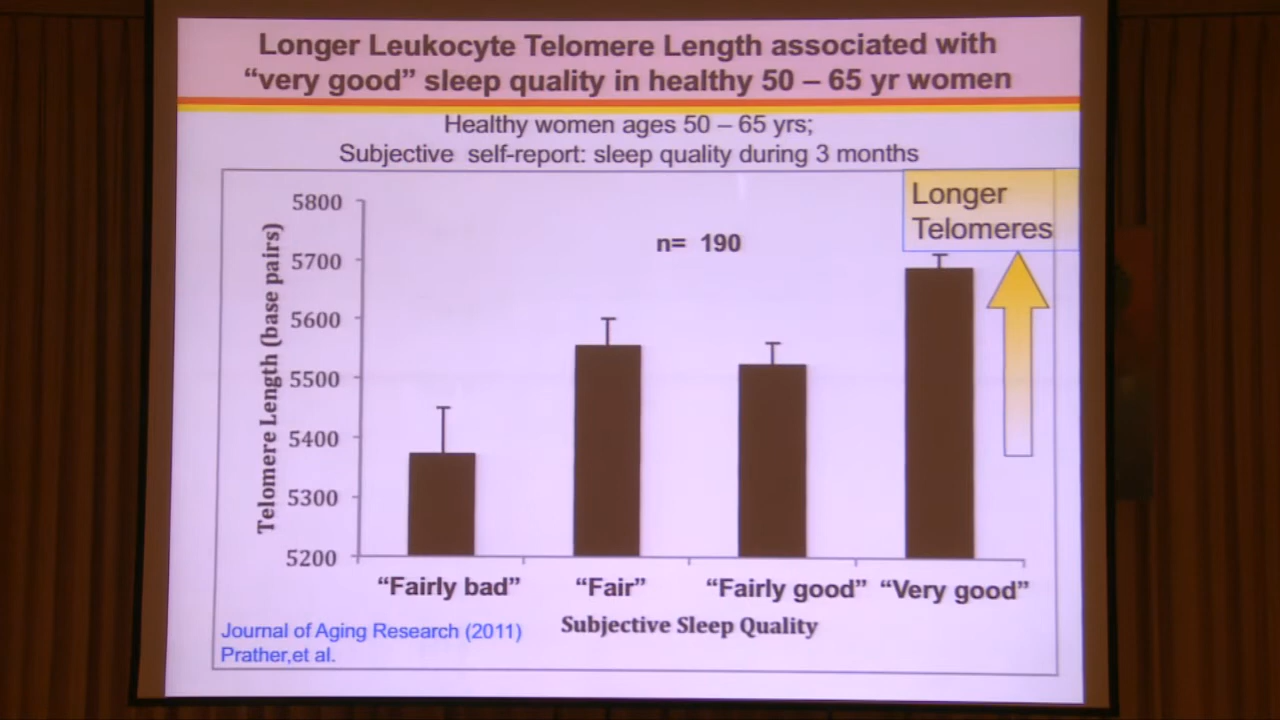 Longer Leukocyte Telomere Length associated with
“very good” sleep quality in healthy 50 – 65 yr women
Healthy women ages 50 – 65 yrs;
Subjective self-report: sleep quality during 3 months
Longer
Telomeres
n= 190
Telomere Length (base pairs)
5800
5700
5600
5500
5400
5300
5200
“Fairly bad” “Fair” “Fairly good” “Very good”
Subjective Sleep Quality
Journal of Aging Research (2011)
Prather,et al.